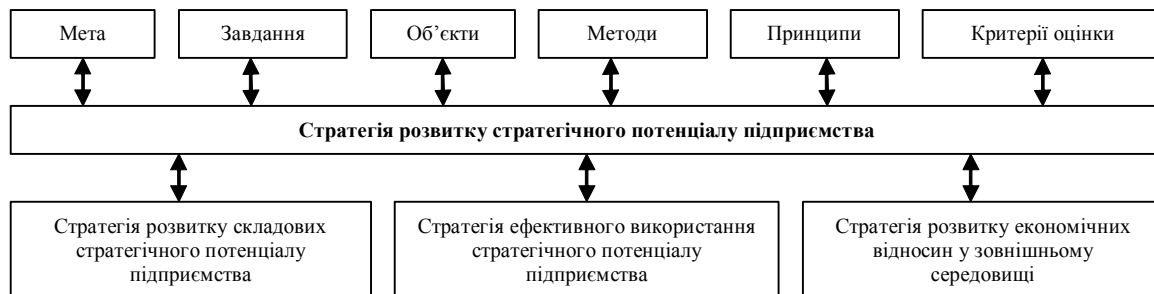 Мета
Завдання
Об’єкти
Методи
Принципи
Критерії оцінки
Стратегія розвитку стратегічного потенціалу підприємства
Стратегія розвитку складових
стратегічного потенціалу
підприємства
Стратегія ефективного використання
стратегічного потенціалу
підприємства
Стратегія розвитку економічних
відносин у зовнішньому
середовищі